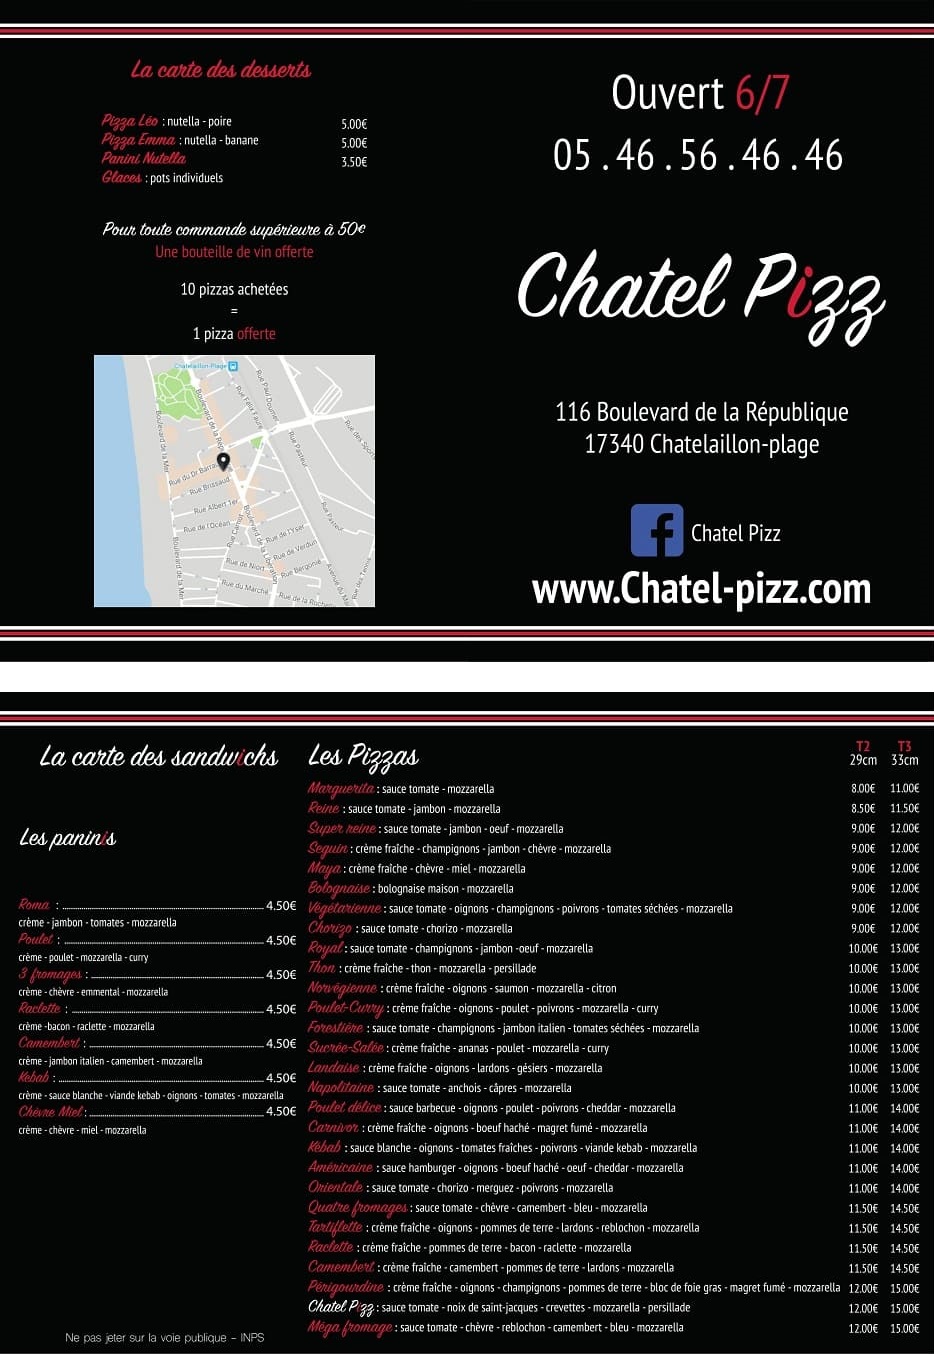 La carte des desserts
Pizza Léo : nutella - poire 5.00€
Pizza Emma : nutella - banane 5.00€
Panini Nutella 3.50€
Glaces : pots individuels
Pour toute commande supérieure à 50€
Une bouteille de vin offerte
10 pizzas achetées
=
1 pizza offerte
Chatelaillon-Plage
Boulevard de la Mer
Boulevard de la Rép
Rue Félix Faure
Rue Paul Doumer
Rue Pasteur
Rue des Sports
Rue du Dr Barra
Rue Brissaud
Rue Albert 1er
Rue de l'Océan
Rue Carnot
Boulevard de la Libération
Rue de l'Yser
Rue de Verdun
Rue Pasteur
Rue de Niort
Rue Bergonié
Boulevard de la Mer
Rue du Marché
Rue de la Roche
Avenue du Ma
Rue des Tennis
Ouvert 6/7
05 . 46 . 56 . 46 . 46
Chatel Pizz
116 Boulevard de la République
17340 Chatelaillon-plage
Chatel Pizz
www.Chatel-pizz.com
La carte des sandwichs
Les paninis
Roma : 4.50€
crème - jambon - tomates - mozzarella
Poulet : 4.50€
crème - poulet - mozzarella - curry
3 fromages : 4.50€
crème - chèvre - emmental - mozzarella
Raclette : 4.50€
crème -bacon - raclette - mozzarella
Camembert : 4.50€
crème - jambon italien - camembert - mozzarella
Kebab : 4.50€
crème - sauce blanche - viande kebab - oignons - tomates - mozzarella
Chèvre Miel : 4.50€
crème - chèvre - miel - mozzarella
Ne pas jeter sur la voie publique – INPS
Les Pizzas T2 T3
29cm 33cm
Marguerita : sauce tomate - mozzarella 8.00€ 11.00€
Reine : sauce tomate - jambon - mozzarella 8.50€ 11.50€
Super reine : sauce tomate - jambon - oeuf - mozzarella 9.00€ 12.00€
Seguin : crème fraîche - champignons - jambon - chèvre - mozzarella 9.00€ 12.00€
Maya : crème fraîche - chèvre - miel - mozzarella 9.00€ 12.00€
Bolognaise : bolognaise maison - mozzarella 9.00€ 12.00€
Végétarienne : sauce tomate - oignons - champignons - poivrons - tomates séchées - mozzarella 9.00€ 12.00€
Chorizo : sauce tomate - chorizo - mozzarella 9.00€ 12.00€
Royal : sauce tomate - champignons - jambon -oeuf - mozzarella 10.00€ 13.00€
Thon : crème fraîche - thon - mozzarella - persillade 10.00€ 13.00€
Norvégienne : crème fraîche - oignons - saumon - mozzarella - citron 10.00€ 13.00€
Poulet-Curry : crème fraîche - oignons - poulet - poivrons - mozzarella - curry 10.00€ 13.00€
Forestière : sauce tomate - champignons - jambon italien - tomates séchées - mozzarella 10.00€ 13.00€
Sucrée-Salée : crème fraîche - ananas - poulet - mozzarella - curry 10.00€ 13.00€
Landaise : crème fraîche - oignons - lardons - gésiers - mozzarella 10.00€ 13.00€
Napolitaine : sauce tomate - anchois - câpres - mozzarella 10.00€ 13.00€
Poulet délice : sauce barbecue - oignons - poulet - poivrons - cheddar - mozzarella 11.00€ 14.00€
Carnivor : crème fraîche - oignons - boeuf haché - magret fumé - mozzarella 11.00€ 14.00€
Kebab : sauce blanche - oignons - tomates fraîches - poivrons - viande kebab - mozzarella 11.00€ 14.00€
Américaine : sauce hamburger - oignons - boeuf haché - oeuf - cheddar - mozzarella 11.00€ 14.00€
Orientale : sauce tomate - chorizo - merguez - poivrons - mozzarella 11.00€ 14.00€
Quatre fromages : sauce tomate - chèvre - camembert - bleu - mozzarella 11.50€ 14.50€
Tartiflette : crème fraîche - oignons - pommes de terre - lardons - reblochon - mozzarella 11.50€ 14.50€
Raclette : crème fraîche - pommes de terre - bacon - raclette - mozzarella 11.50€ 14.50€
Camembert : crème fraîche - camembert - pommes de terre - lardons - mozzarella 11.50€ 14.50€
Périgourdine : crème fraîche - oignons - champignons - pommes de terre - bloc de foie gras - magret fumé - mozzarella 12.00€ 15.00€
Chatel Pizz : sauce tomate - noix de saint-jacques - crevettes - mozzarella - persillade 12.00€ 15.00€
Méga fromage : sauce tomate - chèvre - reblochon - camembert - bleu - mozzarella 12.00€ 15.00€